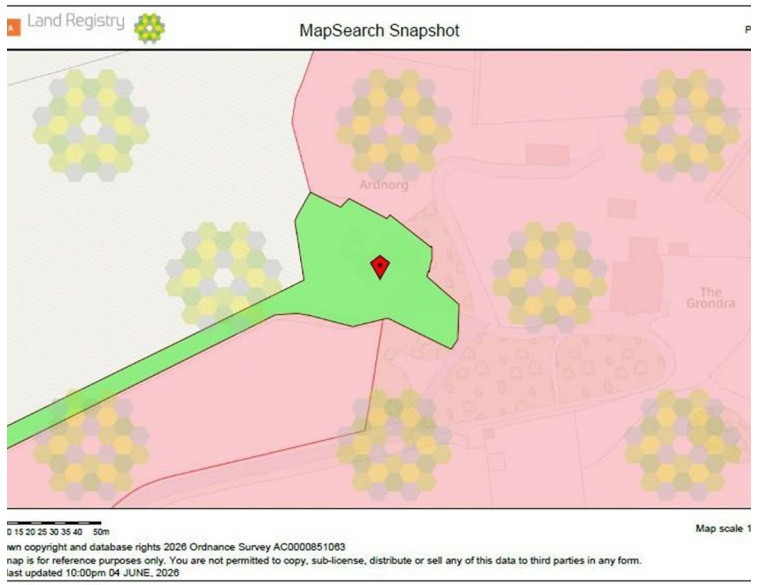 A
Land Registry
MapSearch Snapshot
P
Ardnorg
The
Grondra
0 15 20 25 30 35 40 50m
Map scale 1
wn copyright and database rights 2026 Ordnance Survey AC0000851063
map is for reference purposes only. You are not permitted to copy, sub-license, distribute or sell any of this data to third parties in any form.
last updated 10:00pm 04 JUNE, 2026